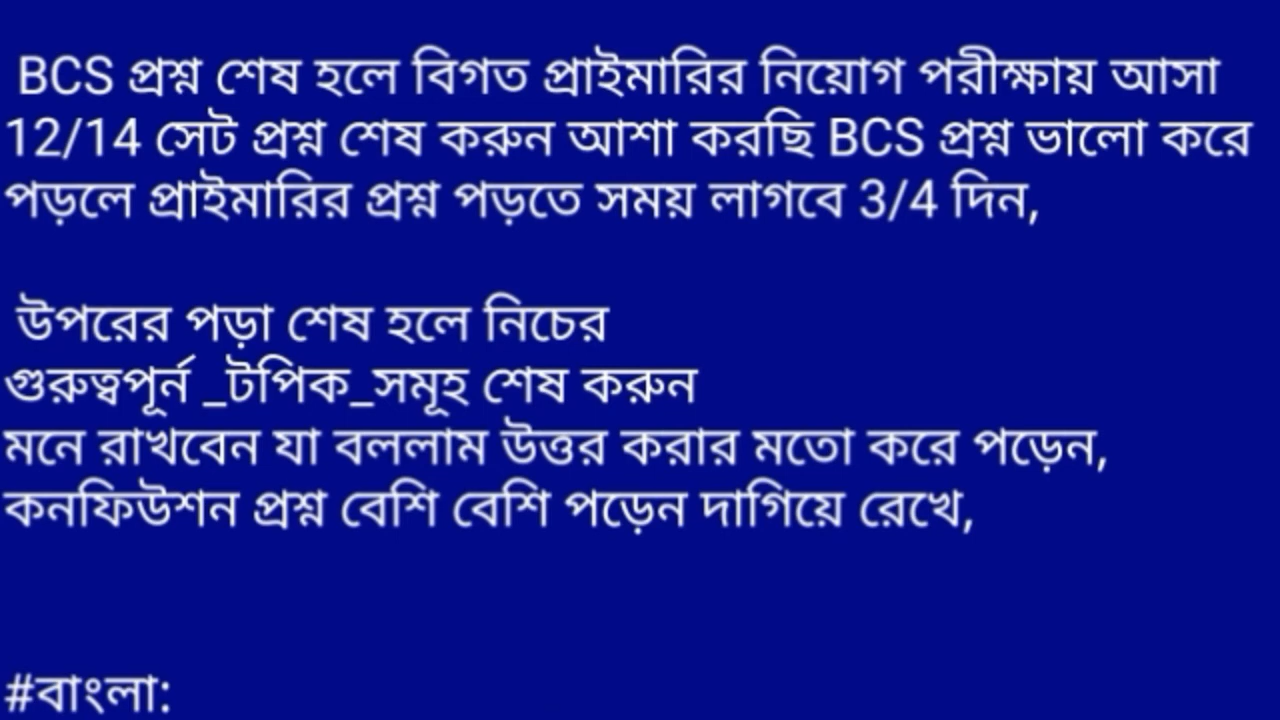 BCS প্রশ্ন শেষ হলে বিগত প্রাইমারির নিয়োগ পরীক্ষায় আসা
12/14 সেট প্রশ্ন শেষ করুন আশা করছি BCS প্রশ্ন ভালো করে
পড়লে প্রাইমারির প্রশ্ন পড়তে সময় লাগবে 3/4 দিন,
উপরের পড়া শেষ হলে নিচের
গুরুত্বপূর্ন _টপিক_সমূহ শেষ করুন
মনে রাখবেন যা বললাম উত্তর করার মতো করে পড়েন,
কনফিউশন প্রশ্ন বেশি বেশি পড়েন দাগিয়ে রেখে,
#বাংলা: